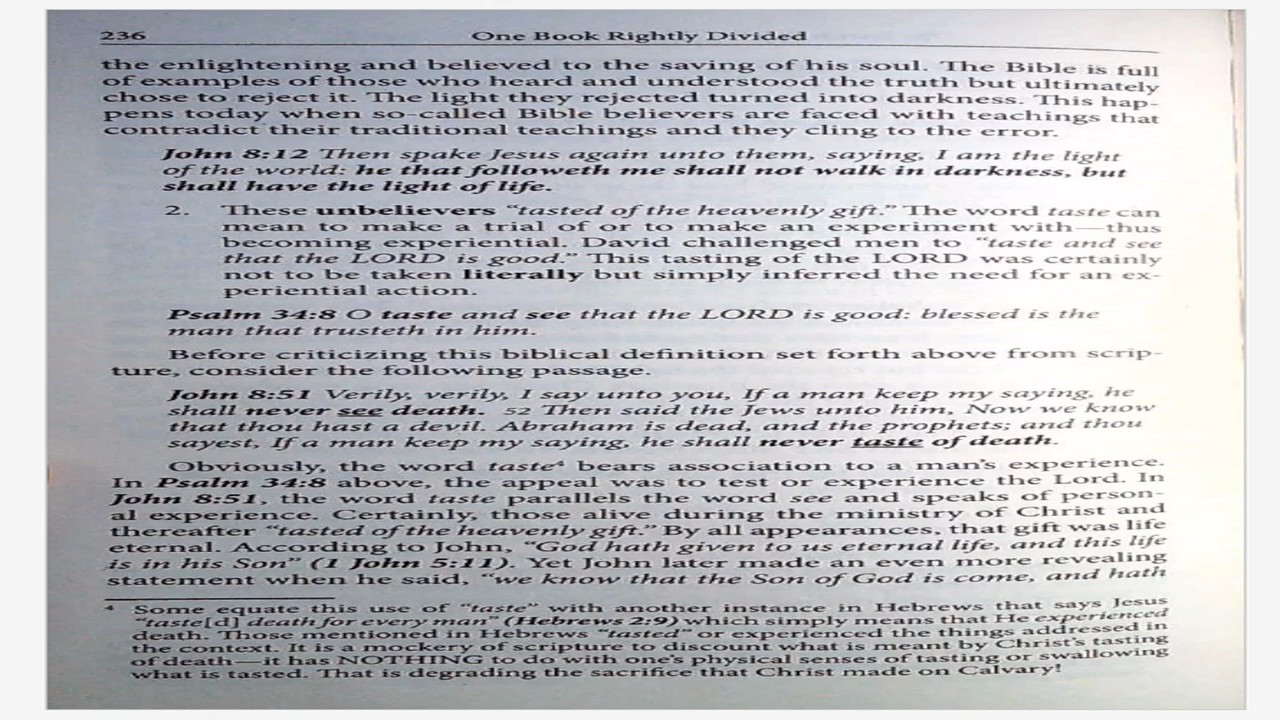 236 One Book Rightly Divided
the enlightening and believed to the saving of his soul. The Bible is full
of examples of those who heard and understood the truth but ultimately
chose to reject it. The light they rejected turned into darkness. This hap-
pens today when so-called Bible believers are faced with teachings that
contradict their traditional teachings and they cling to the error.
John 8:12 Then spake Jesus again unto them, saying, I am the light
of the world: he that followeth me shall not walk in darkness, but
shall have the light of life.
2. These unbelievers “tasted of the heavenly gift.” The word taste can
mean to make a trial of or to make an experiment with—thus
becoming experiential. David challenged men to “taste and see
that the LORD is good.” This tasting of the LORD was certainly
not to be taken literally but simply inferred the need for an ex-
periential action.
Psalm 34:8 O taste and see that the LORD is good: blessed is the
man that trusteth in him.
Before criticizing this biblical definition set forth above from scrip-
ture, consider the following passage.
John 8:51 Verily, verily, I say unto you, If a man keep my saying, he
shall never see death. 52 Then said the Jews unto him, Now we know
that thou hast a devil. Abraham is dead, and the prophets; and thou
sayest, If a man keep my saying, he shall never taste of death.
Obviously, the word taste⁴ bears association to a man’s experience.
In Psalm 34:8 above, the appeal was to test or experience the Lord. In
John 8:51, the word taste parallels the word see and speaks of person-
al experience. Certainly, those alive during the ministry of Christ and
thereafter “tasted of the heavenly gift.” By all appearances, that gift was life
eternal. According to John, “God hath given to us eternal life, and this life
is in his Son” (1 John 5:11). Yet John later made an even more revealing
statement when he said, “we know that the Son of God is come, and hath
⁴ Some equate this use of “taste” with another instance in Hebrews that says Jesus
“taste[d] death for every man” (Hebrews 2:9) which simply means that He experienced
death. Those mentioned in Hebrews “tasted” or experienced the things addressed in
the context. It is a mockery of scripture to discount what is meant by Christ’s tasting
of death—it has NOTHING to do with one’s physical senses of tasting or swallowing
what is tasted. That is degrading the sacrifice that Christ made on Calvary!